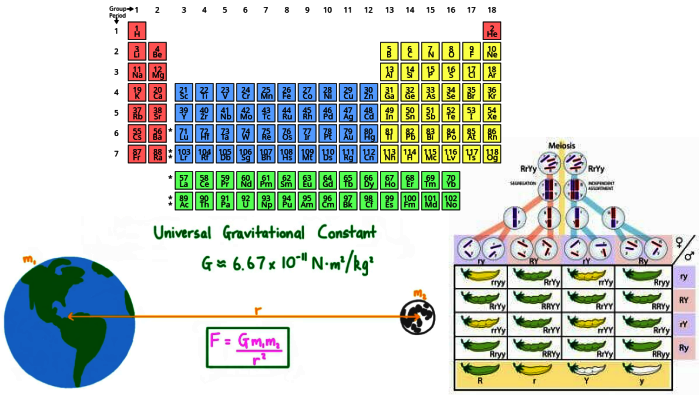 Group → 1 2 3 4 5 6 7 8 9 10 11 12 13 14 15 16 17 18
Period
1 1 2
H He
2 3 4 5 6 7 8 9 10
Li Be B C N O F Ne
3 11 12 13 14 15 16 17 18
Na Mg Al Si P S Cl Ar
4 19 20 21 22 23 24 25 26 27 28 29 30 31 32 33 34 35 36
K Ca Sc Ti V Cr Mn Fe Co Ni Cu Zn Ga Ge As Se Br Kr
5 37 38 39 40 41 42 43 44 45 46 47 48 49 50 51 52 53 54
Rb Sr Y Zr Nb Mo Tc Ru Rh Pd Ag Cd In Sn Sb Te I Xe
6 55 56 * 71 72 73 74 75 76 77 78 79 80 81 82 83 84 85 86
Cs Ba Lu Hf Ta W Re Os Ir Pt Au Hg Tl Pb Bi Po At Rn
7 87 88 * * 103 104 105 106 107 108 109 110 111 112 113 114 115 116 117 118
Fr Ra Lr Rf Db Sg Bh Hs Mt Ds Rg Cn Nh Fl Mc Lv Ts Og
* 57 58 59 60 61 62 63 64 65 66 67 68 69 70
La Ce Pr Nd Pm Sm Eu Gd Tb Dy Ho Er Tm Yb
* * 89 90 91 92 93 94 95 96 97 98 99 100 101 102
Ac Th Pa U Np Pu Am Cm Bk Cf Es Fm Md No
Universal Gravitational Constant
G ≈ 6.67 x 10⁻¹¹ N·m²/kg²
m₁
m₂
r
F = Gm₁m₂
r²
Meiosis
RrYy RrYy
SEGREGATION
INDEPENDENT
ASSORTMENT
♀
♂
ry RY rY Ry
rryy RrYy rrYy Rryy ry
RrYy RRYY RrYY RRYy RY
rrYy RrYY rrYY RrYy rY
Rryy RRYy RrYy RRyy Ry
R r Y y